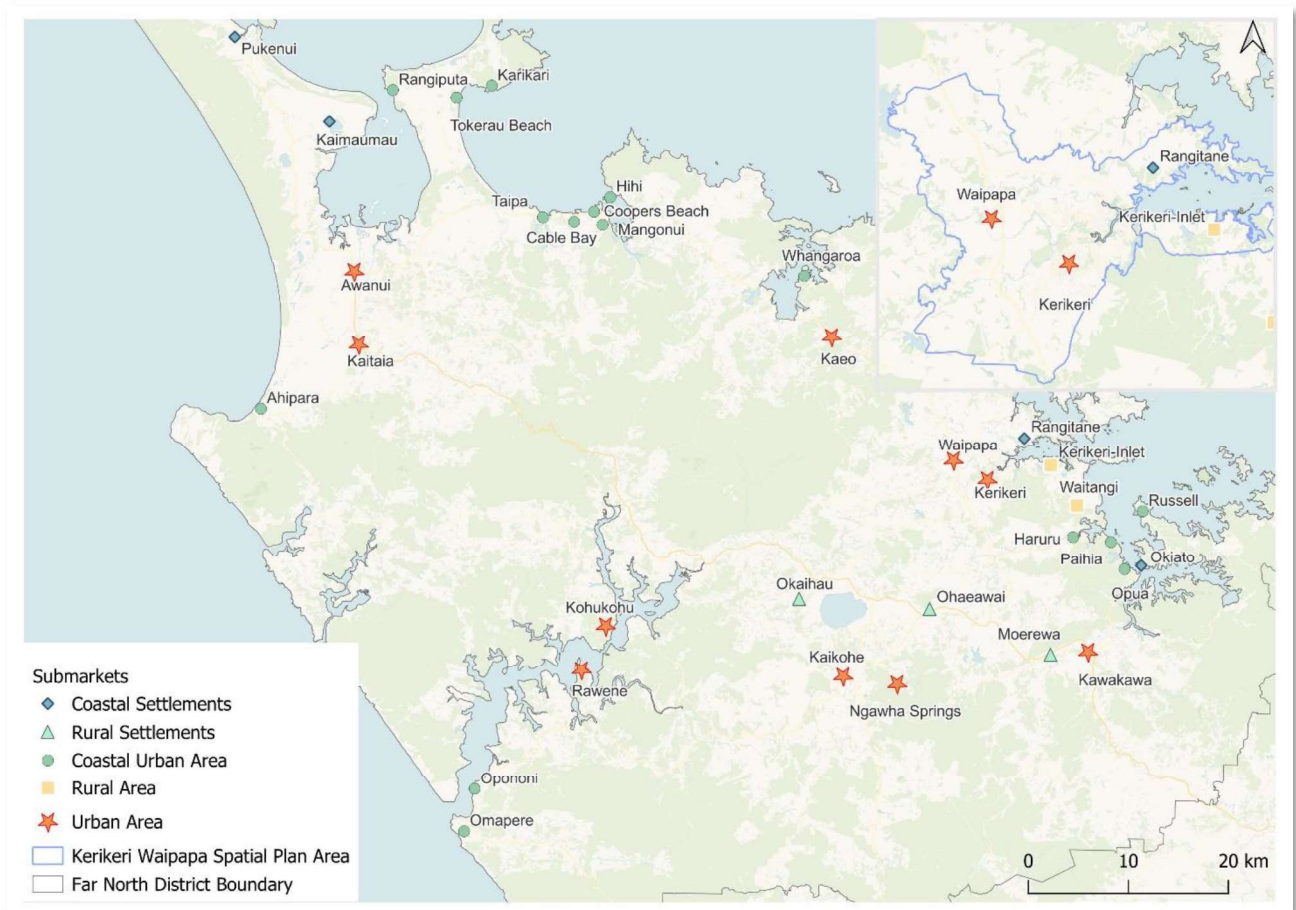 Pukenui
Rangiputa
Karikari
Kaimaumau
Tokerau Beach
Hihi
Taipa
Coopers Beach
Cable Bay
Mangonui
Whangaroa
Awanui
Kaitaia
Kaeo
Ahipara
Rangitane
Waipapa
Kerikeri-Inlet
Kerikeri
Rangitane
Waipapa
Kerikeri-Inlet
Kerikeri
Waitangi
Russell
Haruru
Paihia
Okiato
Opua
Okaihau
Ohaeawai
Kohukohu
Moerewa
Kaikohe
Rawene
Kawakawa
Ngawha Springs
Opononi
Omapere
Submarkets
Coastal Settlements
Rural Settlements
Coastal Urban Area
Rural Area
Urban Area
Kerikeri Waipapa Spatial Plan Area
Far North District Boundary
0 10 20 km